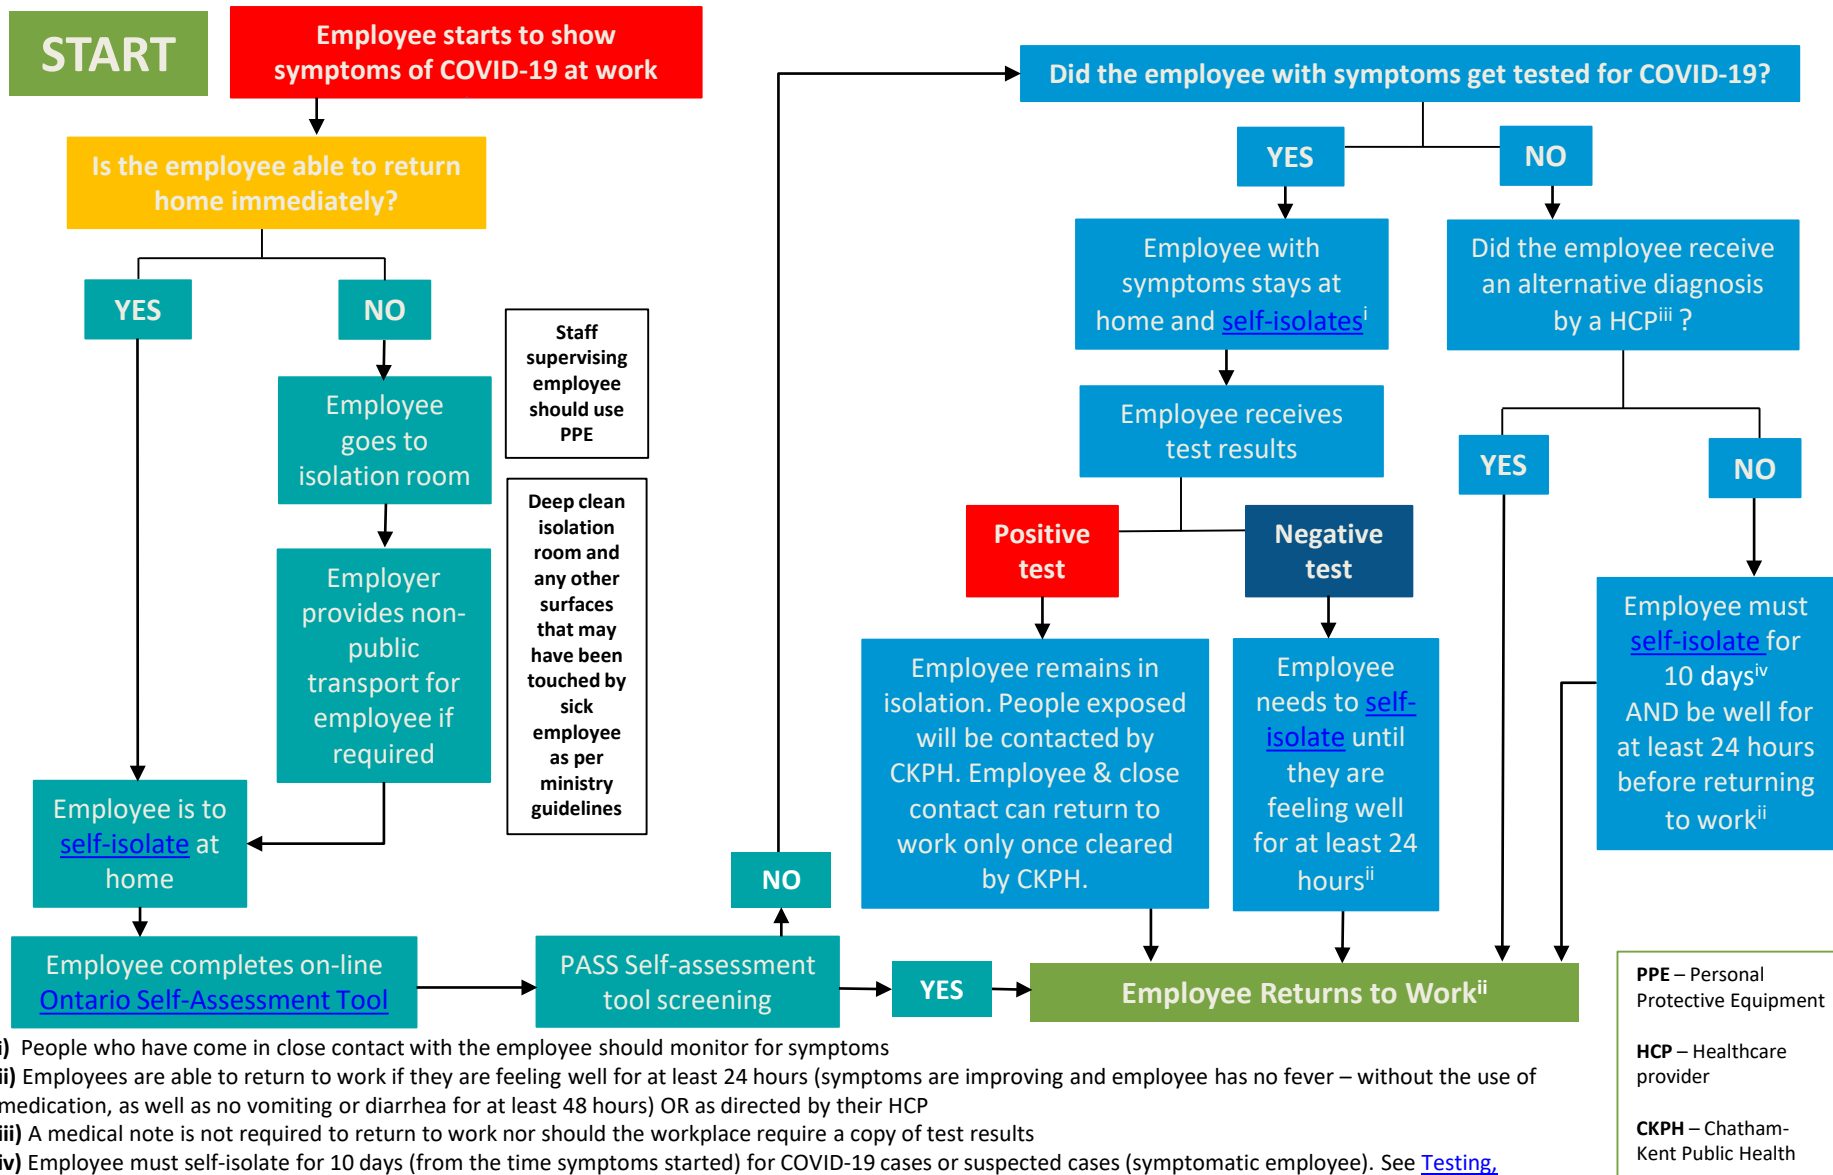 START
Employee starts to show
symptoms of COVID-19 at work
Is the employee able to return
home immediately?
YES
NO
Employee
goes to
isolation room
Staff
supervising
employee
should use
PPE
Employer
provides non-
public
transport for
employee if
required
Deep clean
isolation
room and
any other
surfaces
that may
have been
touched by
sick
employee
as per
ministry
guidelines
Employee is to
self-isolate at
home
Employee completes on-line
Ontario Self-Assessment Tool
PASS Self-assessment
tool screening
NO
YES
Did the employee with symptoms get tested for COVID-19?
YES
NO
Employee with
symptoms stays at
home and self-isolatesⁱ
Employee receives
test results
Positive
test
Negative
test
Employee remains in
isolation. People exposed
will be contacted by
CKPH. Employee & close
contact can return to
work only once cleared
by CKPH.
Employee
needs to self-
isolate until
they are
feeling well
for at least 24
hoursⁱⁱ
Did the employee receive
an alternative diagnosis
by a HCPⁱⁱⁱ ?
YES
NO
Employee must
self-isolate for
10 daysⁱᵛ
AND be well for
at least 24 hours
before returning
to workⁱⁱ
Employee Returns to Workⁱⁱ
PPE – Personal
Protective Equipment
HCP – Healthcare
provider
CKPH – Chatham-
Kent Public Health
i) People who have come in close contact with the employee should monitor for symptoms
ii) Employees are able to return to work if they are feeling well for at least 24 hours (symptoms are improving and employee has no fever – without the use of
medication, as well as no vomiting or diarrhea for at least 48 hours) OR as directed by their HCP
iii) A medical note is not required to return to work nor should the workplace require a copy of test results
iv) Employee must self-isolate for 10 days (from the time symptoms started) for COVID-19 cases or suspected cases (symptomatic employee). See Testing,